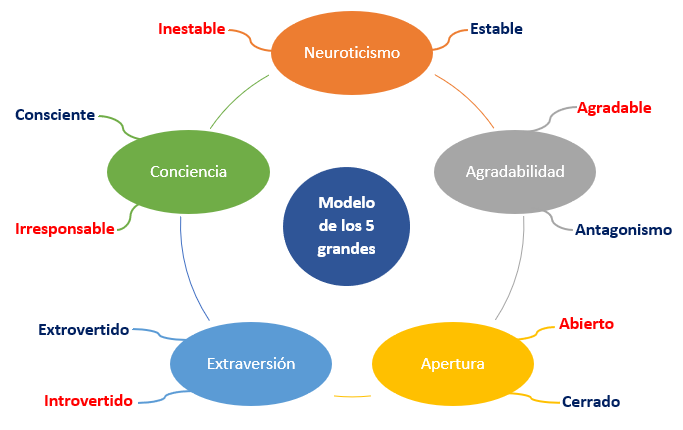 Inestable
Neuroticismo
Estable
Consciente
Conciencia
Irresponsable
Agradable
Agradabilidad
Antagonismo
Modelo
de los 5
grandes
Extrovertido
Extraversión
Introvertido
Abierto
Apertura
Cerrado